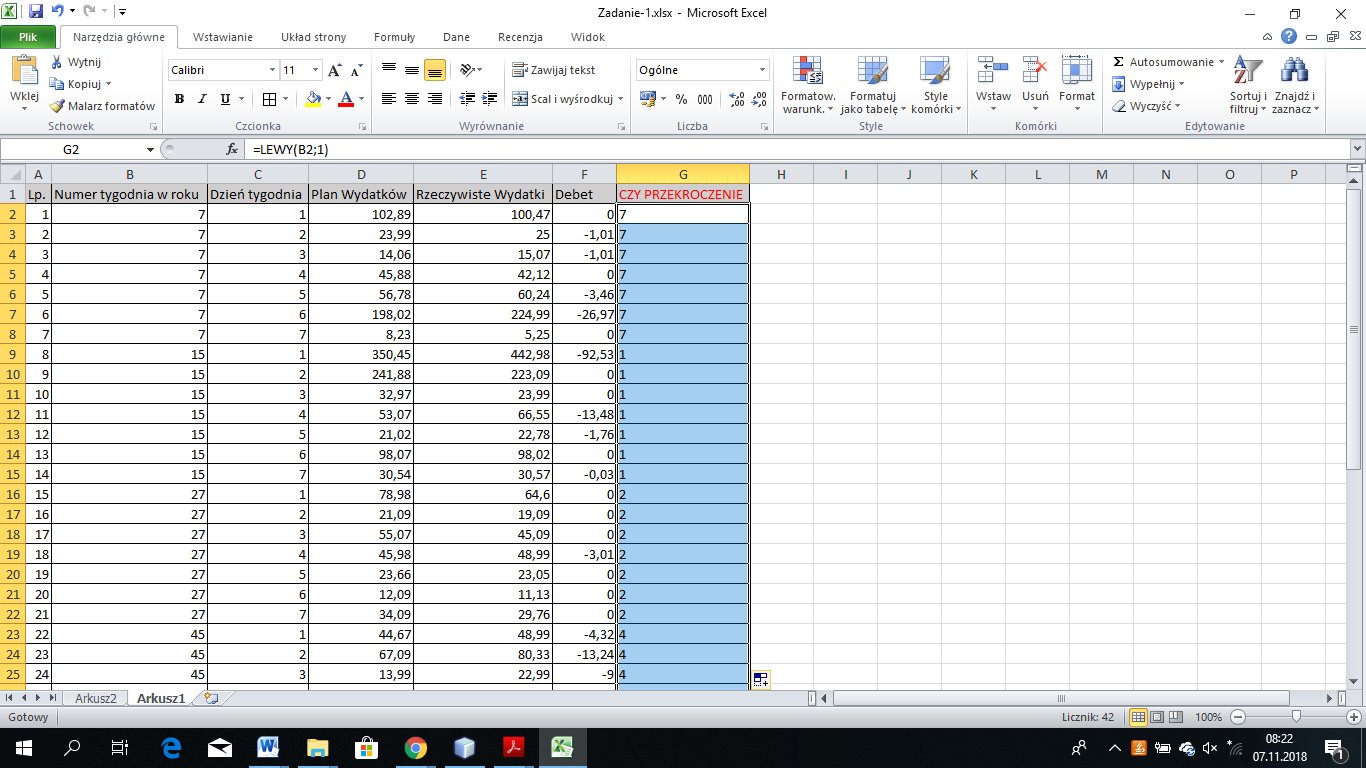 Zadanie-1.xlsx - Microsoft Excel
Plik Narzędzia główne Wstawianie Układ strony Formuły Dane Recenzja Widok
Wklej
Wytnij
Kopiuj
Malarz formatów
Schowek
Calibri 11
B I U
Czcionka
Zawijaj tekst
Scal i wyśrodkuj
Wyrównanie
Ogólne
% 000
Liczba
Formatow. warunk.
Formatuj jako tabelę
Style komórki
Style
Wstaw Usuń Format
Komórki
Σ Autosumowanie
Wypełnij
Wyczyść
Sortuj i filtruj
Znajdź i zaznacz
Edytowanie
G2 fx =LEWY(B2;1)
A B C D E F G H I J K L M N O P
1 Lp. Numer tygodnia w roku Dzień tygodnia Plan Wydatków Rzeczywiste Wydatki Debet CZY PRZEKROCZENIE
2 1 7 1 102,89 100,47 0 7
3 2 7 2 23,99 25 -1,01 7
4 3 7 3 14,06 15,07 -1,01 7
5 4 7 4 45,88 42,12 0 7
6 5 7 5 56,78 60,24 -3,46 7
7 6 7 6 198,02 224,99 -26,97 7
8 7 7 7 8,23 5,25 0 7
9 8 15 1 350,45 442,98 -92,53 1
10 9 15 2 241,88 223,09 0 1
11 10 15 3 32,97 23,99 0 1
12 11 15 4 53,07 66,55 -13,48 1
13 12 15 5 21,02 22,78 -1,76 1
14 13 15 6 98,07 98,02 0 1
15 14 15 7 30,54 30,57 -0,03 1
16 15 27 1 78,98 64,6 0 2
17 16 27 2 21,09 19,09 0 2
18 17 27 3 55,07 45,09 0 2
19 18 27 4 45,98 48,99 -3,01 2
20 19 27 5 23,66 23,05 0 2
21 20 27 6 12,09 11,13 0 2
22 21 27 7 34,09 29,76 0 2
23 22 45 1 44,67 48,99 -4,32 4
24 23 45 2 67,09 80,33 -13,24 4
25 24 45 3 13,99 22,99 -9 4
Arkusz2 Arkusz1
Gotowy Licznik: 42 100%
08:22
07.11.2018
1